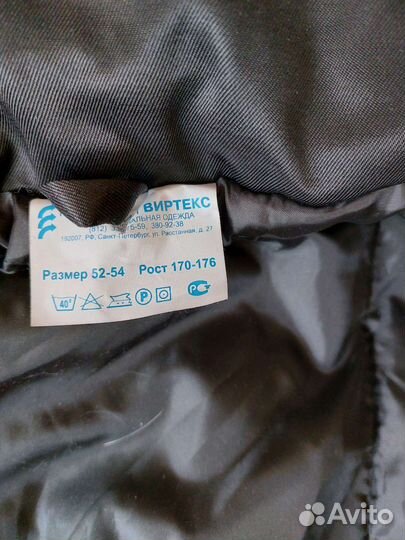 ВИРТЕКС
АЛЬНАЯ ОДЕЖДА
(812) 5-59, 380-92-38
192007, РФ, Санкт-Петербург, ул. Расстанная, д. 27
Размер 52-54 Рост 170-176
40°
P
РС
Avito